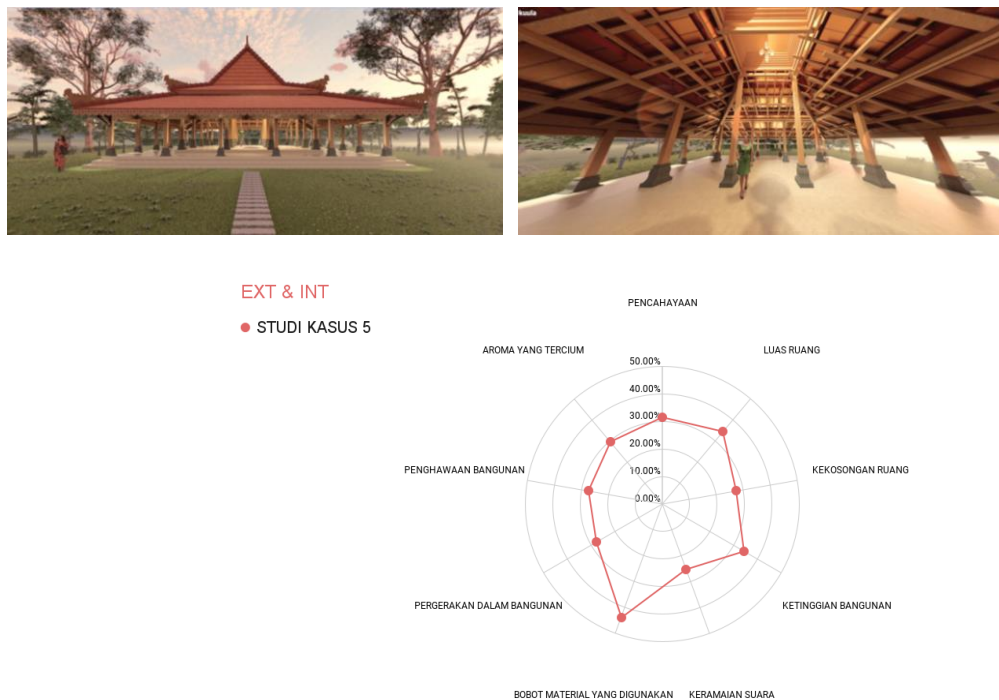 EXT & INT
STUDI KASUS 5
PENCAHAYAAN
AROMA YANG TERCIUM
LUAS RUANG
50.00%
40.00%
30.00%
20.00%
10.00%
0.00%
PENGHAWAAN BANGUNAN
KEKOSONGAN RUANG
PERGERAKAN DALAM BANGUNAN
KETINGGIAN BANGUNAN
BOBOT MATERIAL YANG DIGUNAKAN
KERAMAIAN SUARA